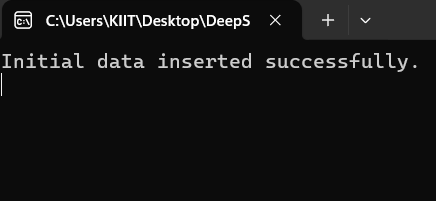 C:\Users\KIIT\Desktop\DeepS
Initial data inserted successfully.